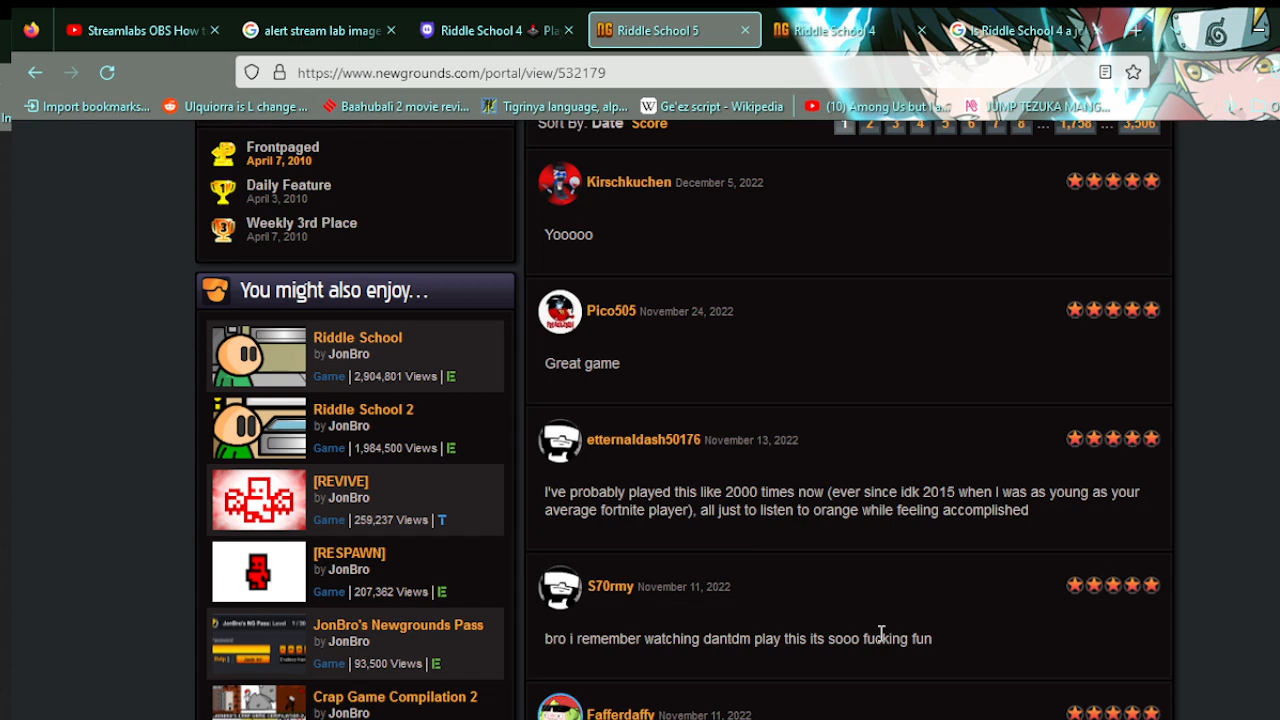 Streamlabs OBS How t
alert stream lab image
Riddle School 4 Pla
Riddle School 5
Riddle School 4
Is Riddle School 4 a jo
https://www.newgrounds.com/portal/view/532179
Import bookmarks...
Ulquiorra is L change ...
Baahubali 2 movie revi...
Tigrinya language, alp...
Ge'ez script - Wikipedia
(10) Among Us but I a...
JUMP TEZUKA MANG...
Frontpaged
April 7, 2010
Daily Feature
April 3, 2010
Weekly 3rd Place
April 7, 2010
You might also enjoy...
Riddle School
by JonBro
Game | 2,904,801 Views | E
Riddle School 2
by JonBro
Game | 1,984,500 Views | E
[REVIVE]
by JonBro
Game | 259,237 Views | T
[RESPAWN]
by JonBro
Game | 207,362 Views | E
JonBro's Newgrounds Pass
by JonBro
Game | 93,500 Views | E
Crap Game Compilation 2
by JonBro
Sort By: Date Score
1 2 3 4 5 6 7 8 ... 1,758 ... 3,506
Kirschkuchen December 5, 2022
Yooooo
Pico505 November 24, 2022
Great game
etternaldash50176 November 13, 2022
I've probably played this like 2000 times now (ever since idk 2015 when I was as young as your
average fortnite player), all just to listen to orange while feeling accomplished
S70rmy November 11, 2022
bro i remember watching dantdm play this its sooo fucking fun
Fafferdaffy November 11, 2022